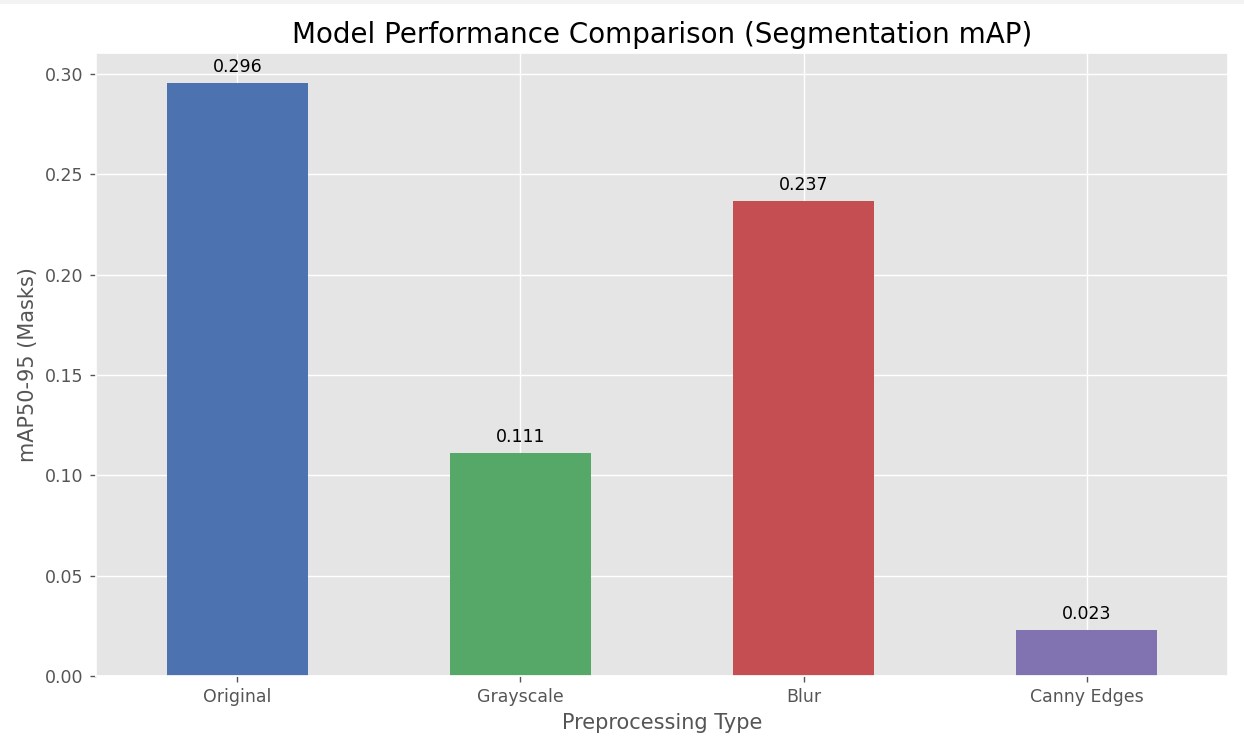 Model Performance Comparison (Segmentation mAP)
0.296
0.237
0.111
0.023
mAP50-95 (Masks)
0.30
0.25
0.20
0.15
0.10
0.05
0.00
Original Grayscale Blur Canny Edges
Preprocessing Type